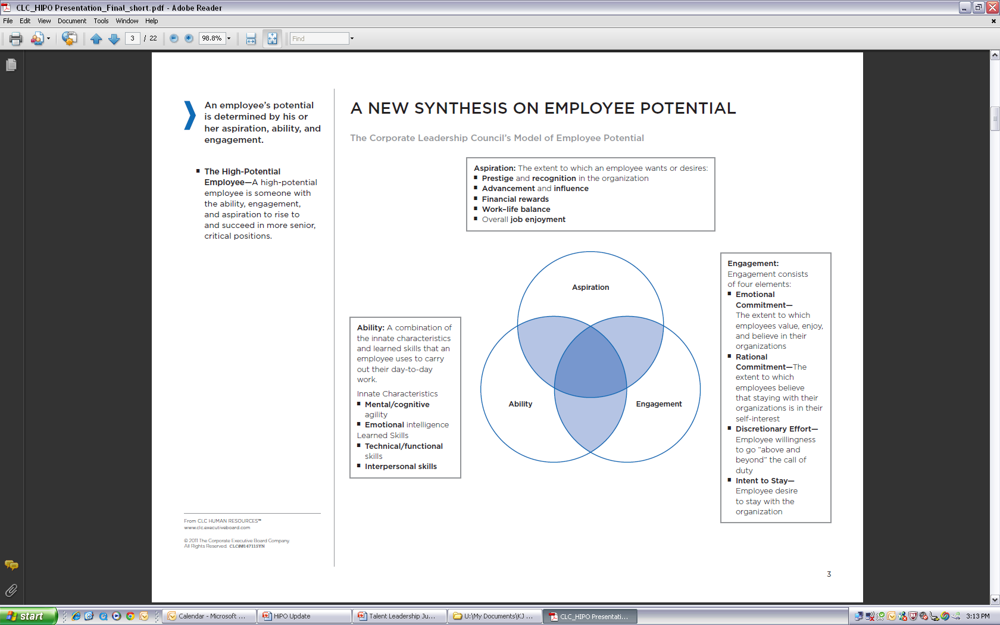 CLC_HIPO Presentation_Final_short.pdf - Adobe Reader
File Edit View Document Tools Window Help
3 / 22 98.8% Find
An employee's potential
is determined by his or
her aspiration, ability, and
engagement.
The High-Potential
Employee—A high-potential
employee is someone with
the ability, engagement,
and aspiration to rise to
and succeed in more senior,
critical positions.
From CLC HUMAN RESOURCES™
www.clc.executiveboard.com
© 2011 The Corporate Executive Board Company.
All Rights Reserved. CLC0014711SYN
A NEW SYNTHESIS ON EMPLOYEE POTENTIAL
The Corporate Leadership Council's Model of Employee Potential
Aspiration: The extent to which an employee wants or desires:
Prestige and recognition in the organization
Advancement and influence
Financial rewards
Work–life balance
Overall job enjoyment
Ability: A combination of
the innate characteristics
and learned skills that an
employee uses to carry
out their day-to-day
work.
Innate Characteristics
Mental/cognitive
agility
Emotional intelligence
Learned Skills
Technical/functional
skills
Interpersonal skills
Aspiration
Ability
Engagement
Engagement:
Engagement consists
of four elements:
Emotional
Commitment—
The extent to which
employees value, enjoy,
and believe in their
organizations
Rational
Commitment—The
extent to which
employees believe
that staying with their
organizations is in their
self-interest
Discretionary Effort—
Employee willingness
to go “above and
beyond” the call of
duty
Intent to Stay—
Employee desire
to stay with the
organization
3
start Calendar - Microsoft ... HiPO Update Talent Leadership Ju... U:\My Documents\KJ ... CLC_HIPO Presentati... 3:13 PM